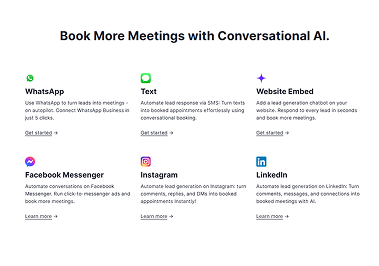 Book More Meetings with Conversational AI.
WhatsApp
Use WhatsApp to turn leads into meetings -
on autopilot. Connect WhatsApp Business in
just 5 clicks.
Get started →
Text
Automate lead response via SMS: Turn texts
into booked appointments effortlessly using
conversational booking.
Get started →
Website Embed
Add a lead generation chatbot on your
website. Respond to every lead in seconds
and book more meetings.
Get started →
Facebook Messenger
Automate conversations on Facebook
Messenger. Run click-to-messenger ads and
book more meetings.
Learn more →
Instagram
Automate lead generation on Instagram: turn
comments, replies, and DMs into booked
appointments instantly!
Learn more →
LinkedIn
Automate lead generation on LinkedIn: Turn
comments, messages, and connections into
booked meetings with AI.
Learn more →